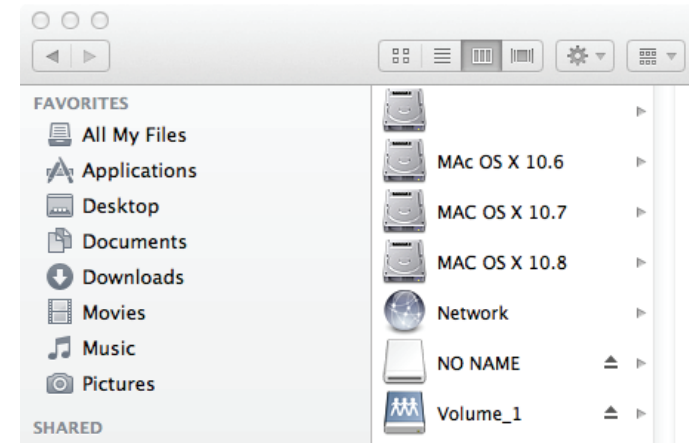 FAVORITES
All My Files
Applications
Desktop
Documents
Downloads
Movies
Music
Pictures
SHARED
MAc OS X 10.6
MAC OS X 10.7
MAC OS X 10.8
Network
NO NAME
Volume_1